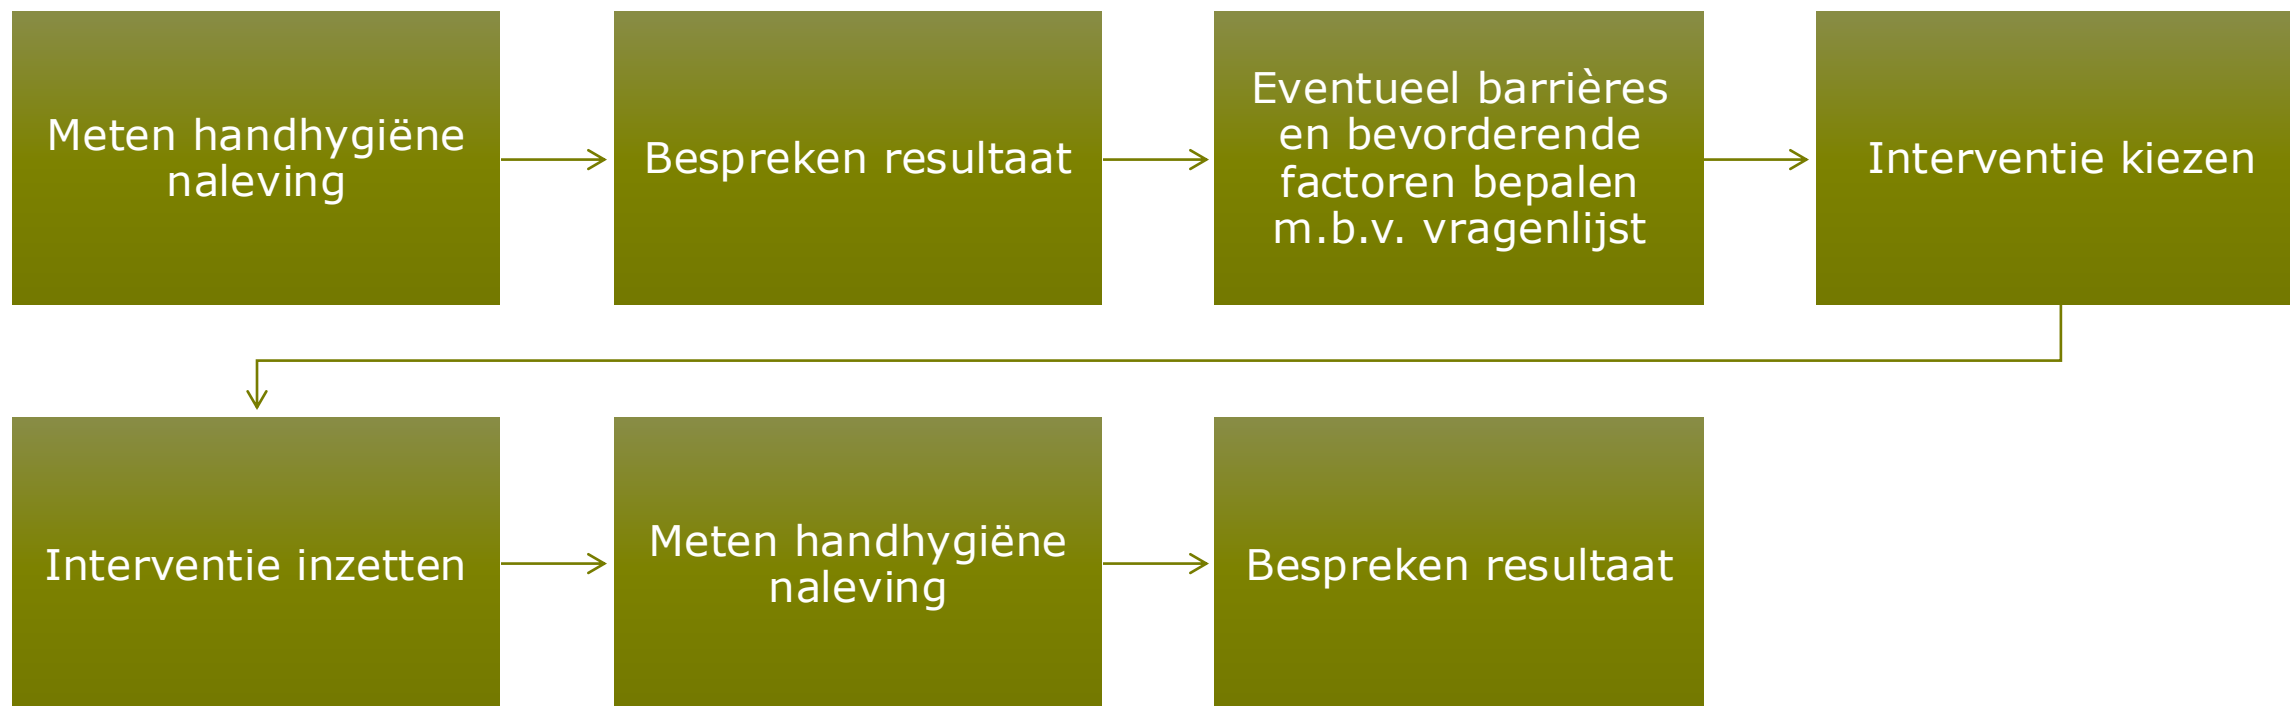 Meten handhygiëne
naleving
Bespreken resultaat
Eventueel barrières
en bevorderende
factoren bepalen
m.b.v. vragenlijst
Interventie kiezen
Interventie inzetten
Meten handhygiëne
naleving
Bespreken resultaat